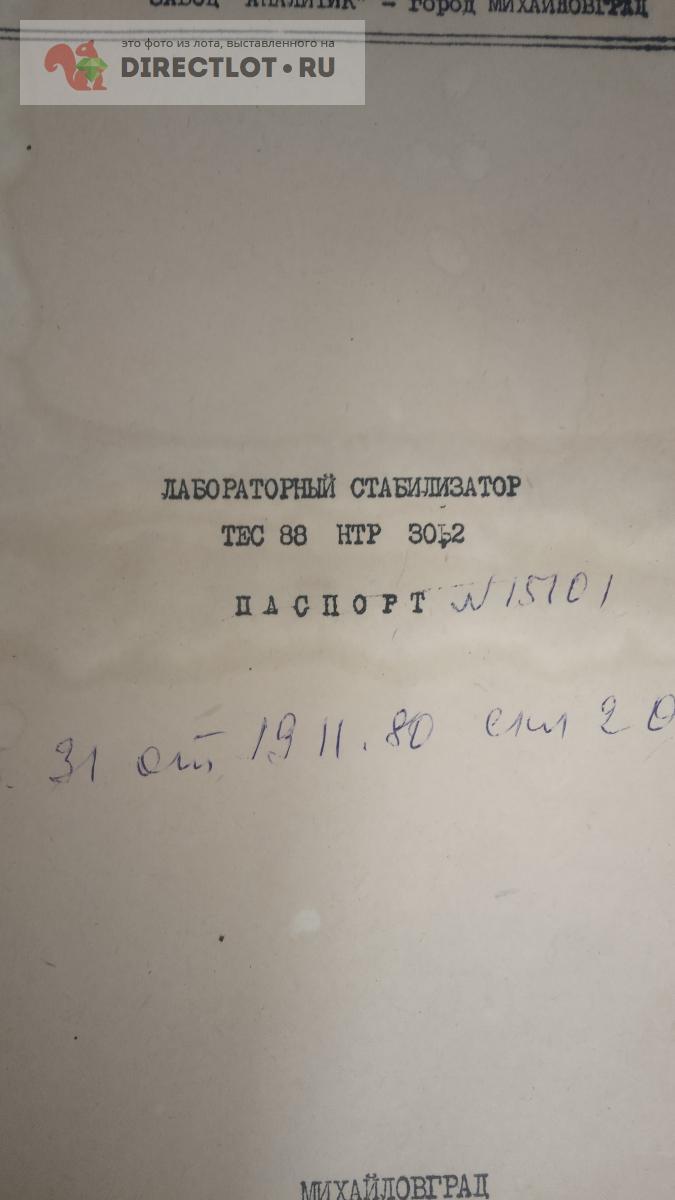 ЗАВОД "АНАЛИТИК" - город МИХАЙЛОВГРАД
это фото из лота, выставленного на
DIRECTLOT.RU
ЛАБОРАТОРНЫЙ СТАБИЛИЗАТОР
ТЕС 88 НТР 30Ъ2
ПАСПОРТ N 15101
31 от 19 11.80
МИХАЙЛОВГРАД